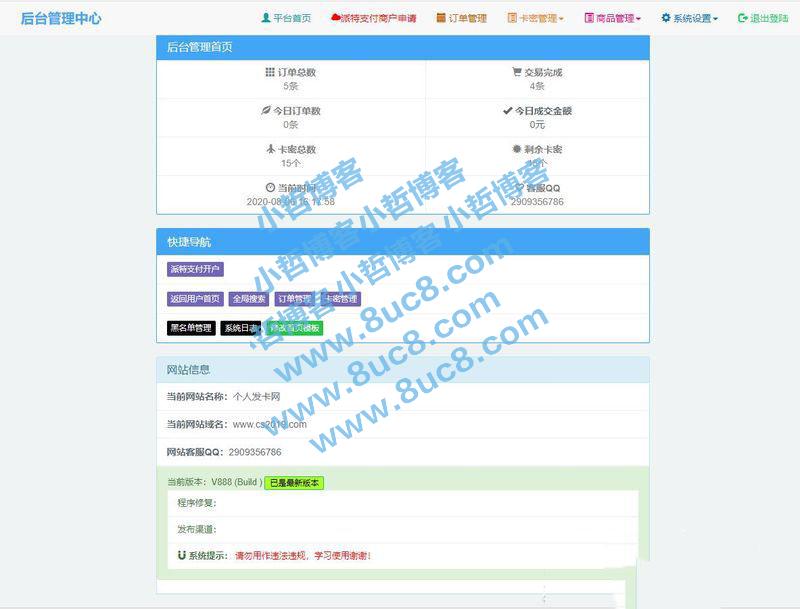 后台管理中心 平台首页 派特支付商户申请 订单管理 卡密管理 商品管理 系统设置 退出登陆
后台管理首页
订单总数 交易完成
5条 4条
今日订单数 今日成交金额
0条 0元
卡密总数 剩余卡密
15个
当前时间 客服QQ
2909356786
快捷导航
派特支付开户
返回用户首页 全局搜索 订单管理 卡密管理
黑名单管理 系统日志 修改首页模板
网站信息
当前网站名称：个人发卡网
当前网站域名：www.cs2019.com
网站客服QQ：2909356786
当前版本：V888 (Build ) 已是最新版本
程序修复：
发布渠道：
系统提示：请勿用作违法违规，学习使用谢谢！
小哲博客
小哲博客
小哲博客
小哲博客
小哲博客
小哲博客
www.8uc8.com
www.8uc8.com
www.8uc8.com